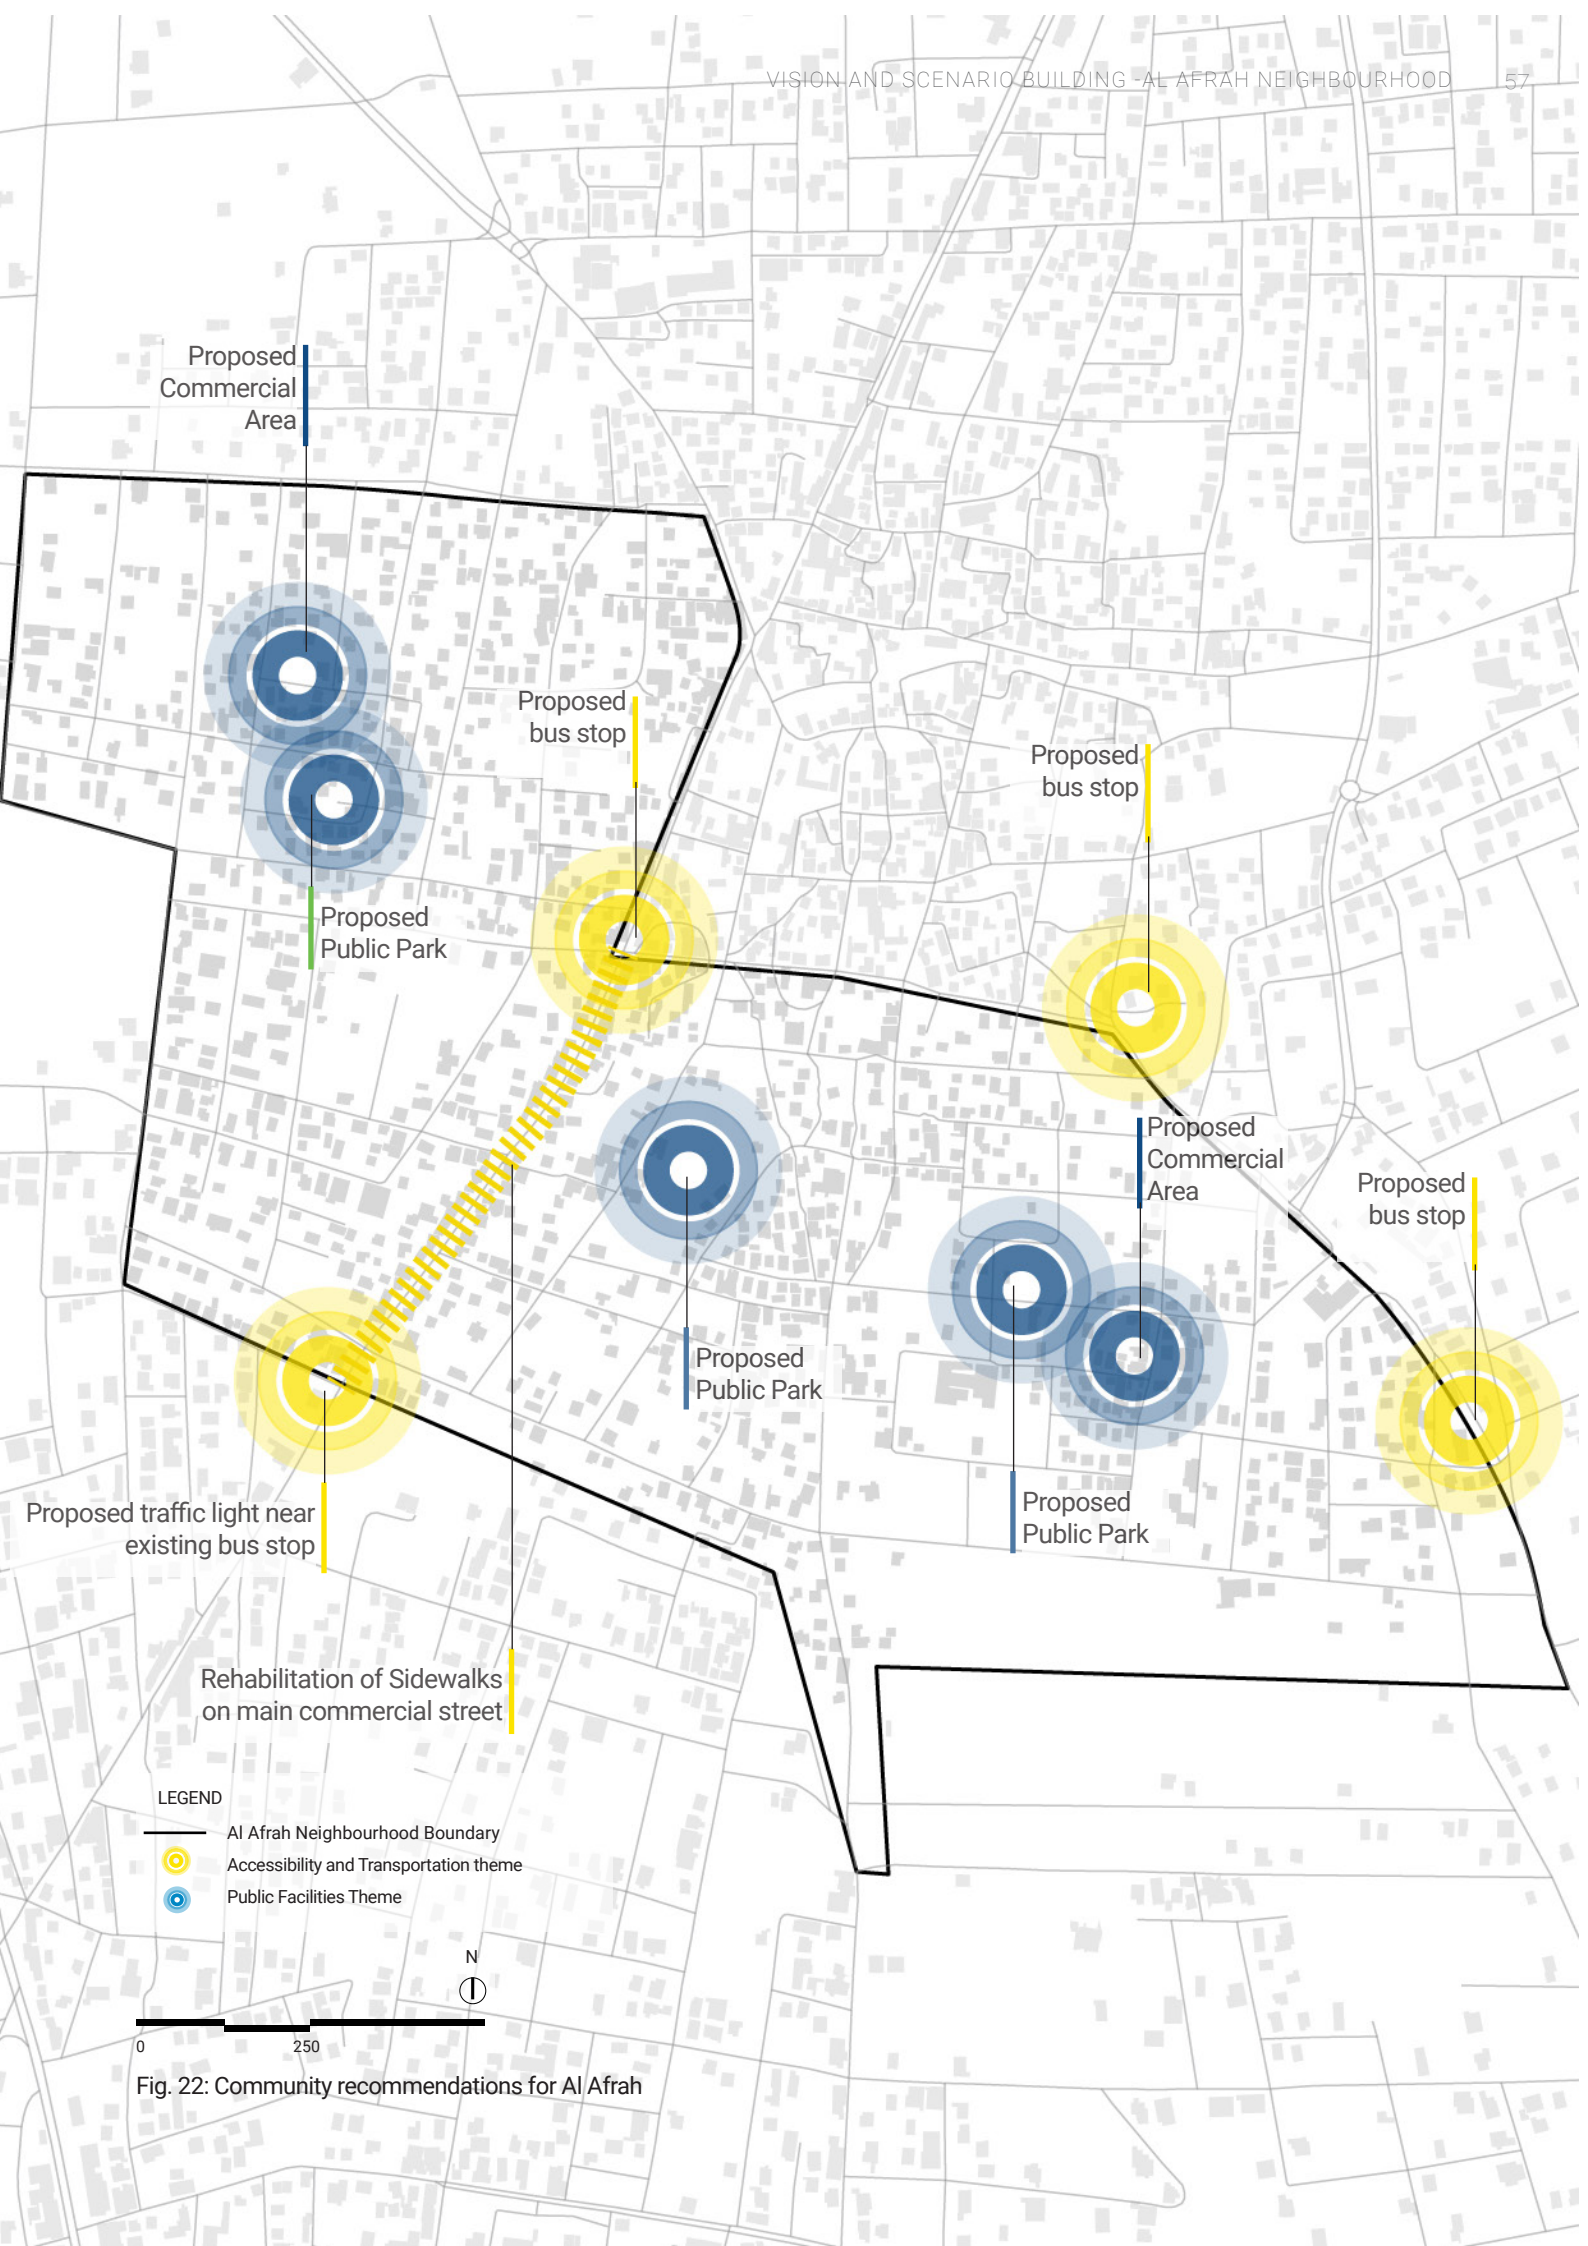 VISION AND SCENARIO BUILDING -AL AFRAH NEIGHBOURHOOD 57
Proposed
Commercial
Area
Proposed
bus stop
Proposed
bus stop
Proposed
Public Park
Proposed
Commercial
Area
Proposed
bus stop
Proposed
Public Park
Proposed
Public Park
Proposed traffic light near
existing bus stop
Rehabilitation of Sidewalks
on main commercial street
LEGEND
Al Afrah Neighbourhood Boundary
Accessibility and Transportation theme
Public Facilities Theme
N
0 250
Fig. 22: Community recommendations for Al Afrah